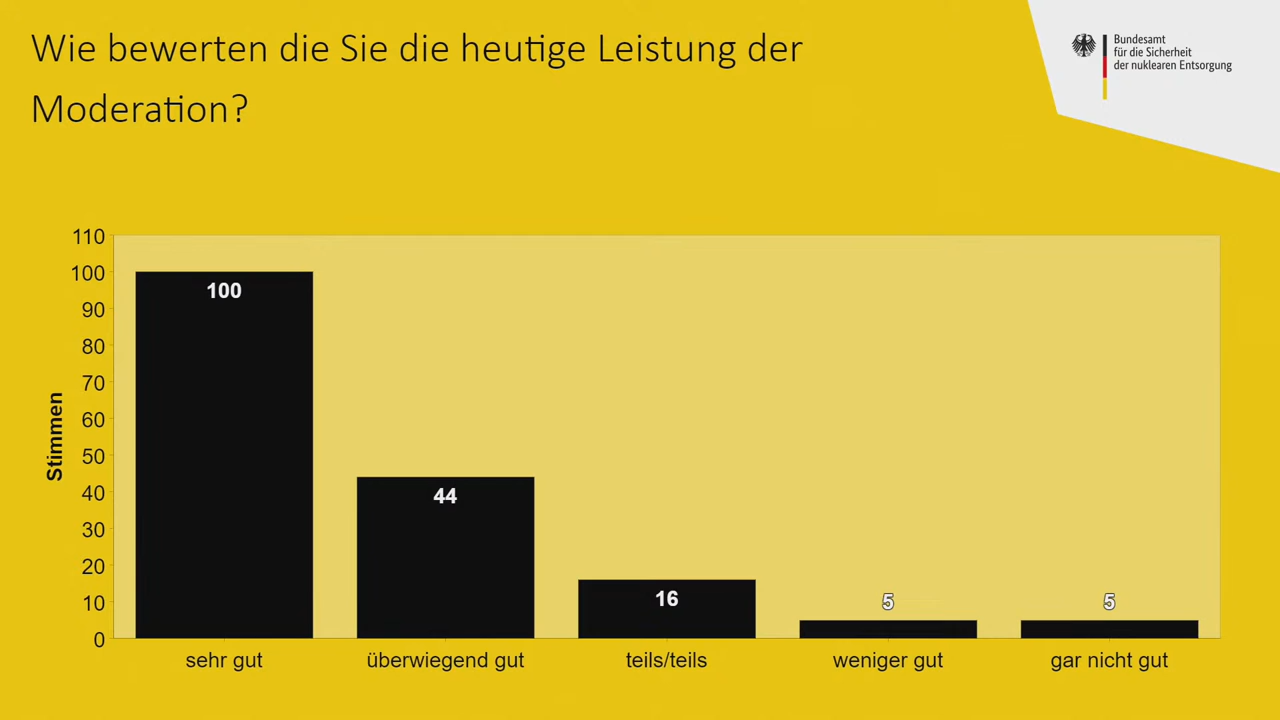 Wie bewerten die Sie die heutige Leistung der
Moderation?
Bundesamt
für die Sicherheit
der nuklearen Entsorgung
110
100
90
80
70
60
50
40
30
20
10
0
Stimmen
100
44
16
5
5
sehr gut
überwiegend gut
teils/teils
weniger gut
gar nicht gut